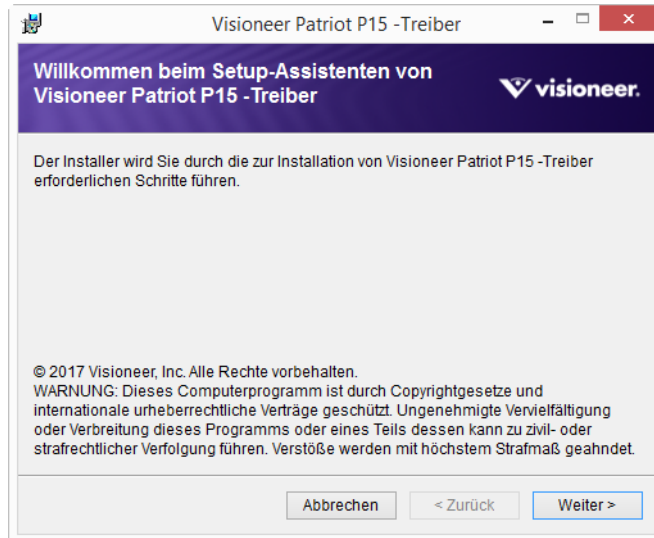 Visioneer Patriot P15 -Treiber
Willkommen beim Setup-Assistenten von
Visioneer Patriot P15 -Treiber
visioneer.
Der Installer wird Sie durch die zur Installation von Visioneer Patriot P15 -Treiber
erforderlichen Schritte führen.
© 2017 Visioneer, Inc. Alle Rechte vorbehalten.
WARNUNG: Dieses Computerprogramm ist durch Copyrightgesetze und
internationale urheberrechtliche Verträge geschützt. Ungenehmigte Vervielfältigung
oder Verbreitung dieses Programms oder eines Teils dessen kann zu zivil- oder
strafrechtlicher Verfolgung führen. Verstöße werden mit höchstem Strafmaß geahndet.
Abbrechen < Zurück Weiter >